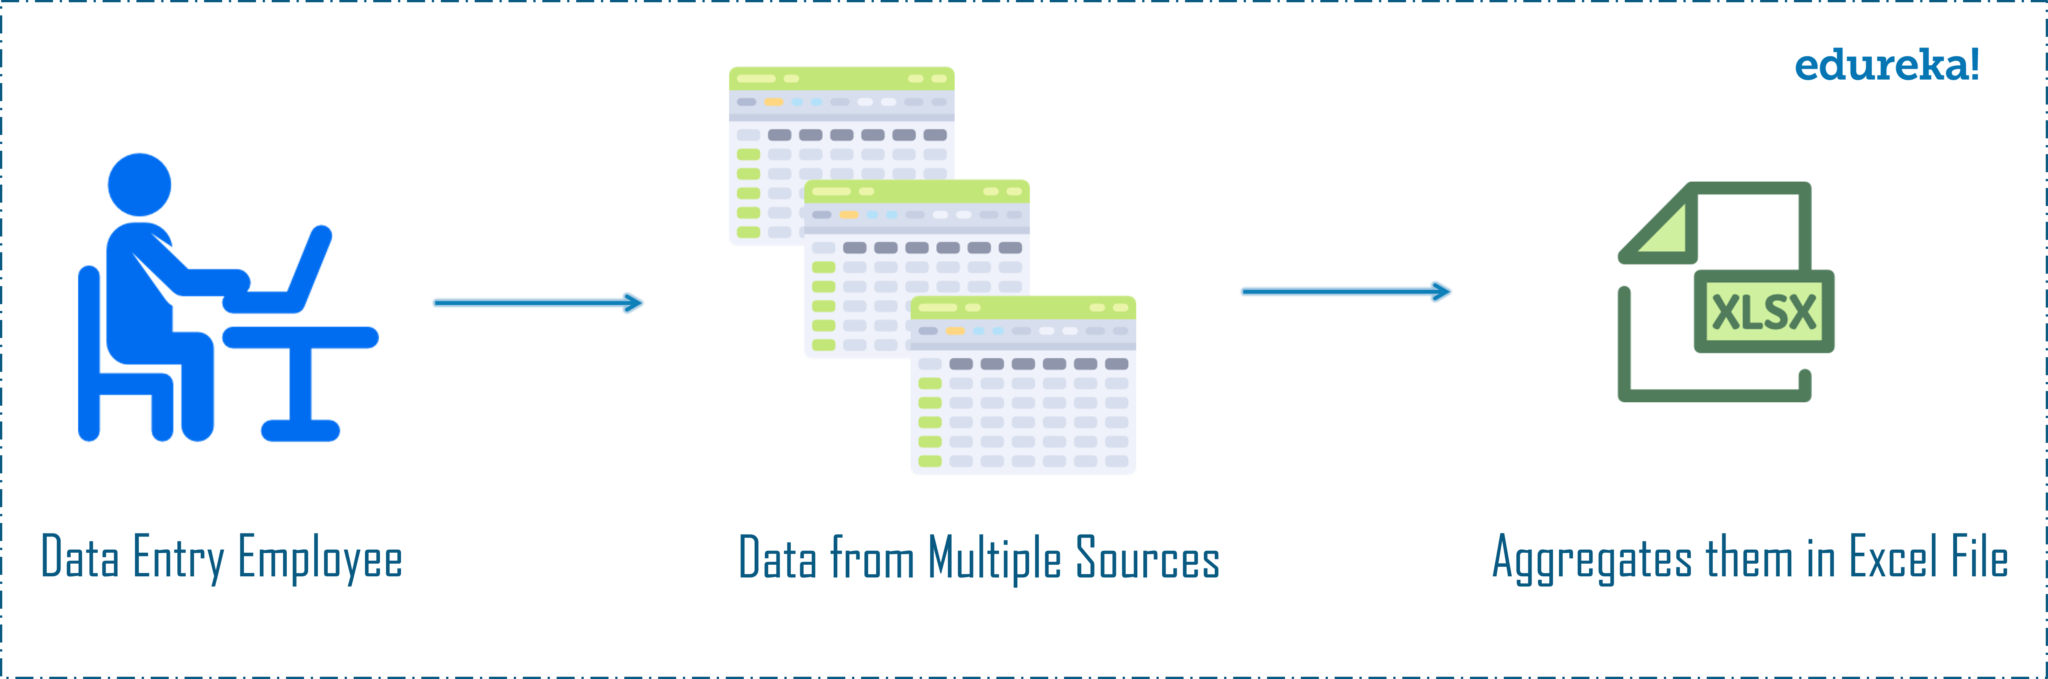 edureka!
XLSX
Data Entry Employee
Data from Multiple Sources
Aggregates them in Excel File